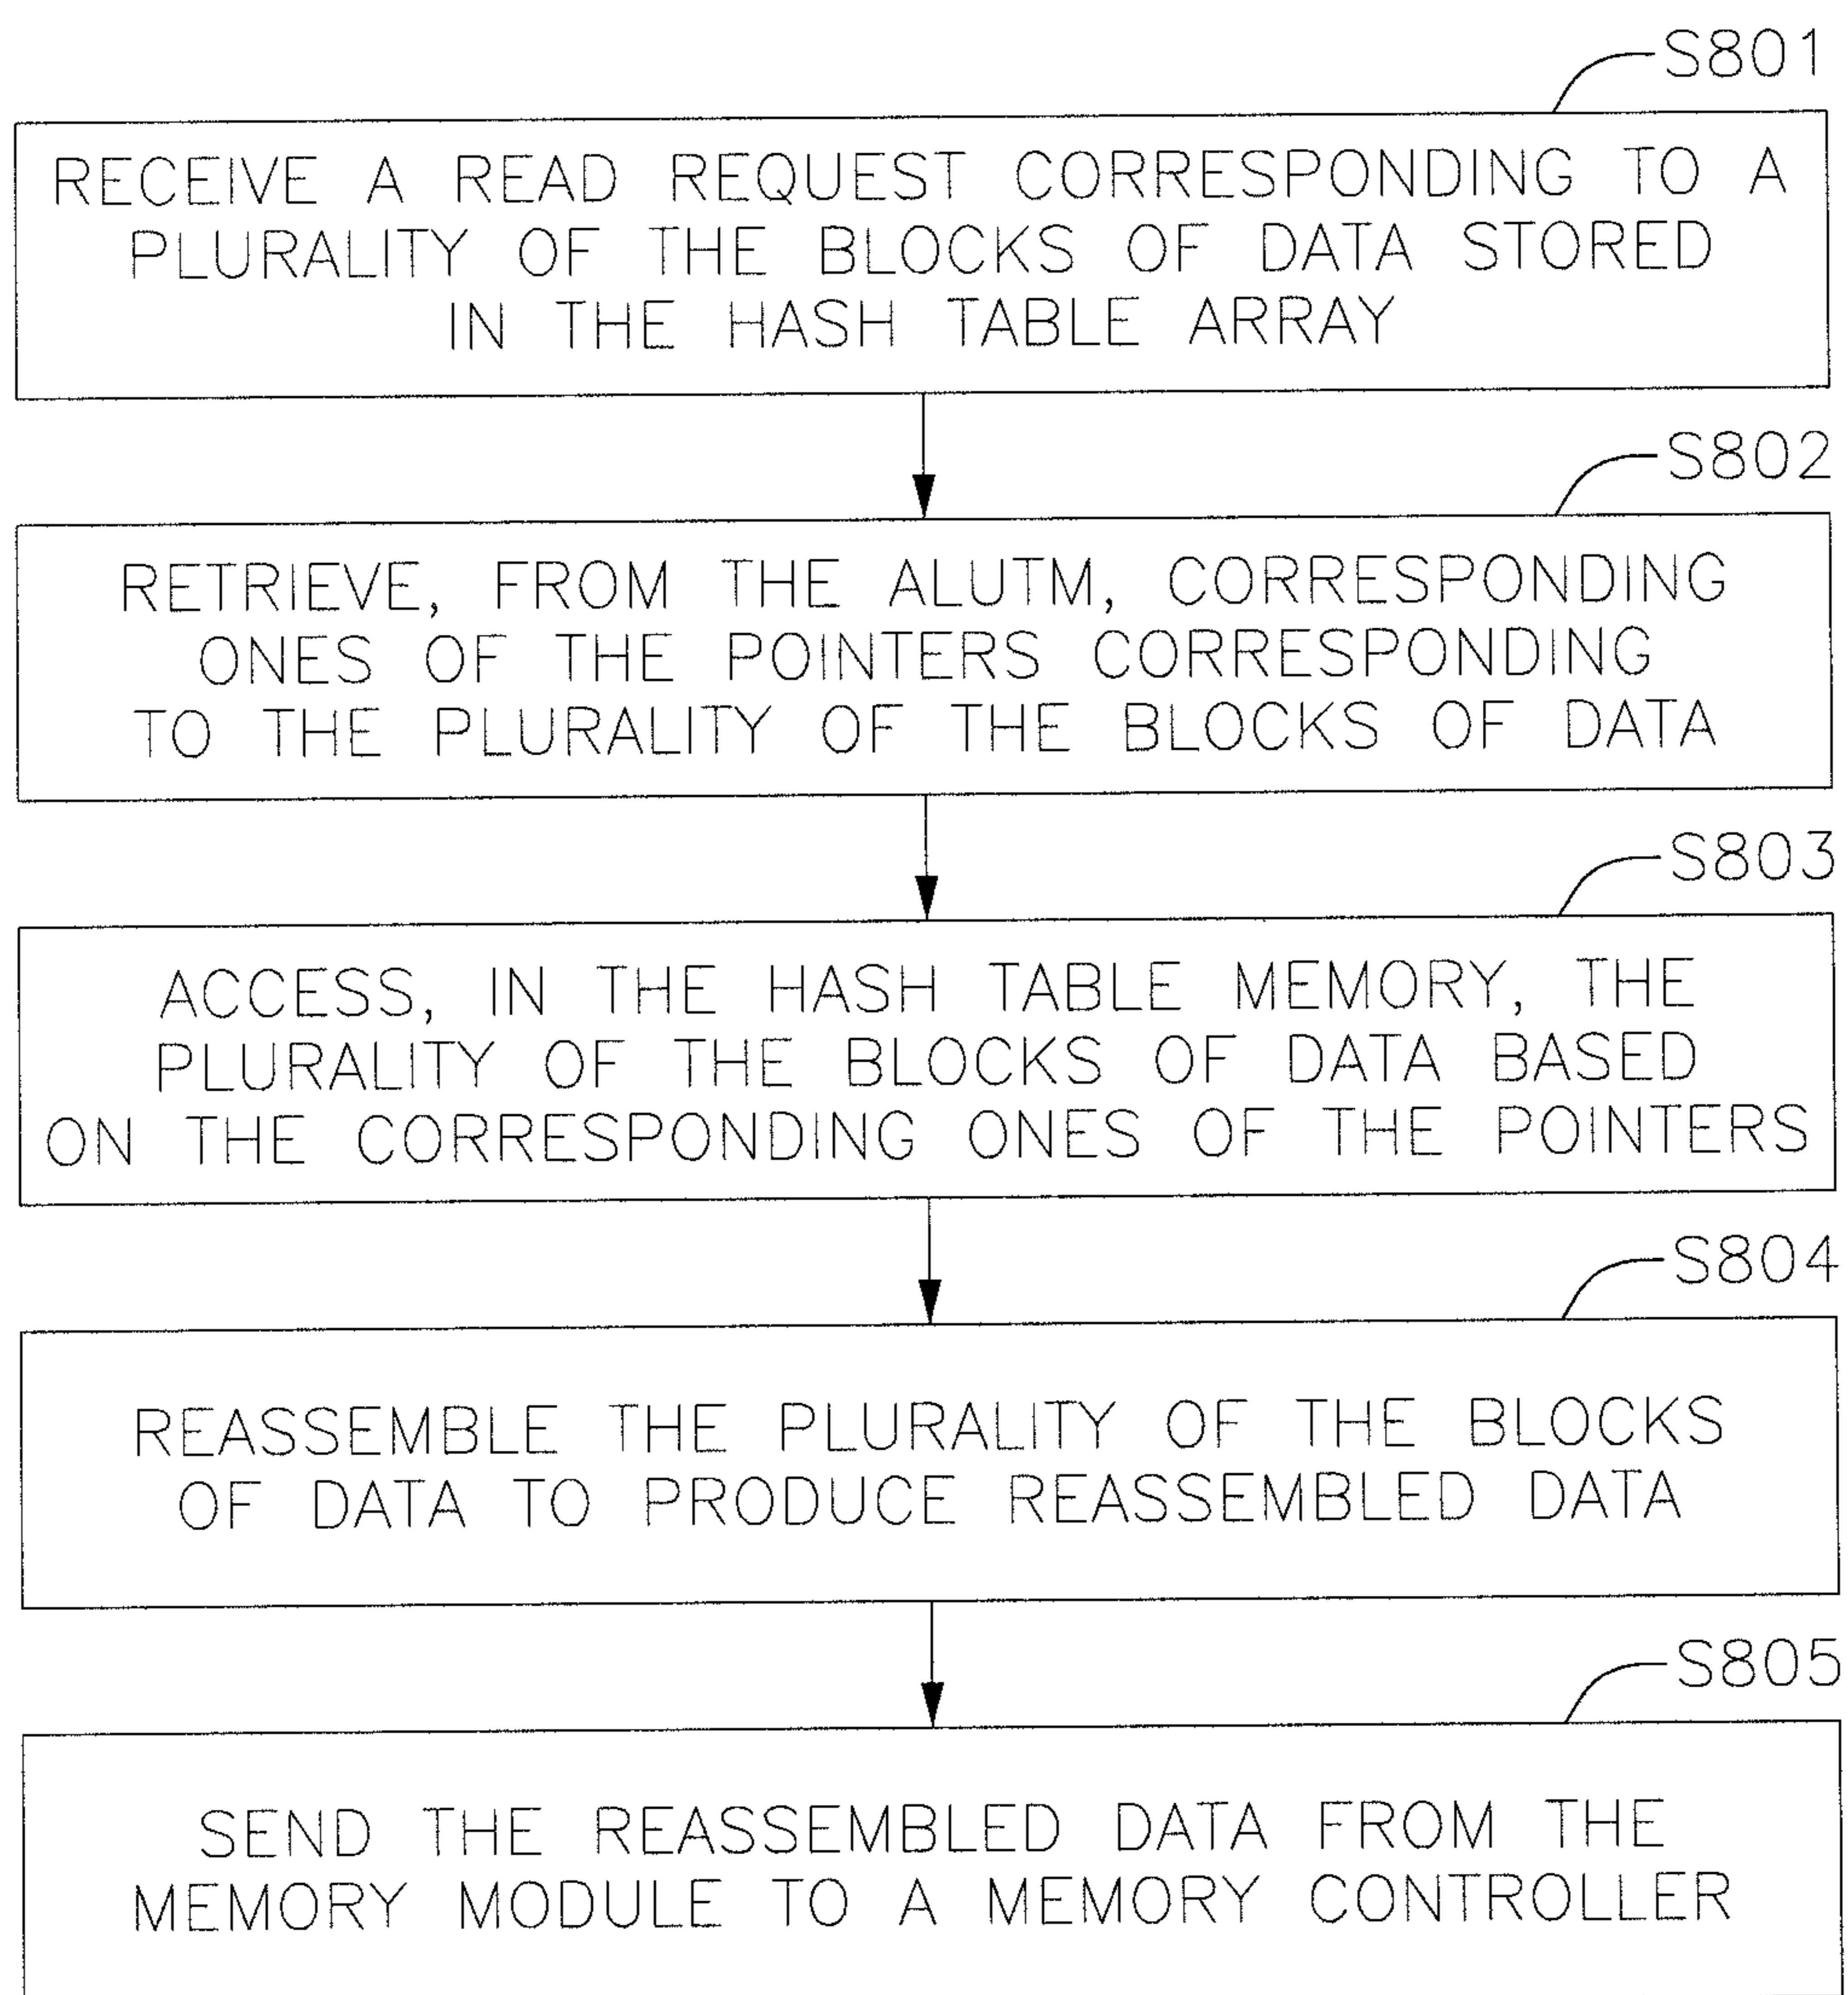 S801
RECEIVE A READ REQUEST CORRESPONDING TO A
PLURALITY OF THE BLOCKS OF DATA STORED
IN THE HASH TABLE ARRAY
S802
RETRIEVE, FROM THE ALUTM, CORRESPONDING
ONES OF THE POINTERS CORRESPONDING
TO THE PLURALITY OF THE BLOCKS OF DATA
S803
ACCESS, IN THE HASH TABLE MEMORY, THE
PLURALITY OF THE BLOCKS OF DATA BASED
ON THE CORRESPONDING ONES OF THE POINTERS
S804
REASSEMBLE THE PLURALITY OF THE BLOCKS
OF DATA TO PRODUCE REASSEMBLED DATA
S805
SEND THE REASSEMBLED DATA FROM THE
MEMORY MODULE TO A MEMORY CONTROLLER